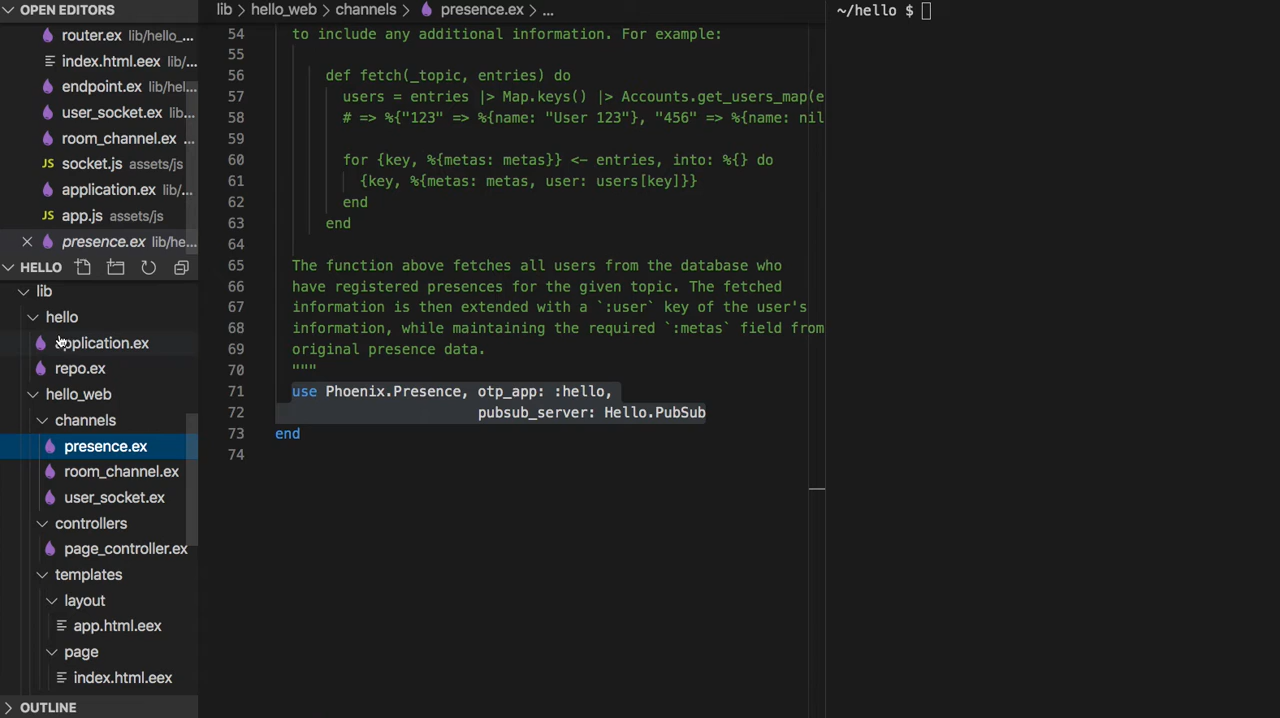 OPEN EDITORS
router.ex lib/hello_...
index.html.eex lib/...
endpoint.ex lib/hel...
user_socket.ex lib...
room_channel.ex ...
JS socket.js assets/js
application.ex lib/...
JS app.js assets/js
presence.ex lib/he...
HELLO
lib
hello
application.ex
repo.ex
hello_web
channels
presence.ex
room_channel.ex
user_socket.ex
controllers
page_controller.ex
templates
layout
app.html.eex
page
index.html.eex
OUTLINE
lib > hello_web > channels > presence.ex > ...
54 to include any additional information. For example:
55
56 def fetch(_topic, entries) do
57 users = entries |> Map.keys() |> Accounts.get_users_map(e
58 # => %{"123" => %{name: "User 123"}, "456" => %{name: nil
59
60 for {key, %{metas: metas}} <- entries, into: %{} do
61 {key, %{metas: metas, user: users[key]}}
62 end
63 end
64
65 The function above fetches all users from the database who
66 have registered presences for the given topic. The fetched
67 information is then extended with a `:user` key of the user's
68 information, while maintaining the required `:metas` field from
69 original presence data.
70 """
71 use Phoenix.Presence, otp_app: :hello,
72 pubsub_server: Hello.PubSub
73 end
74
~/hello $